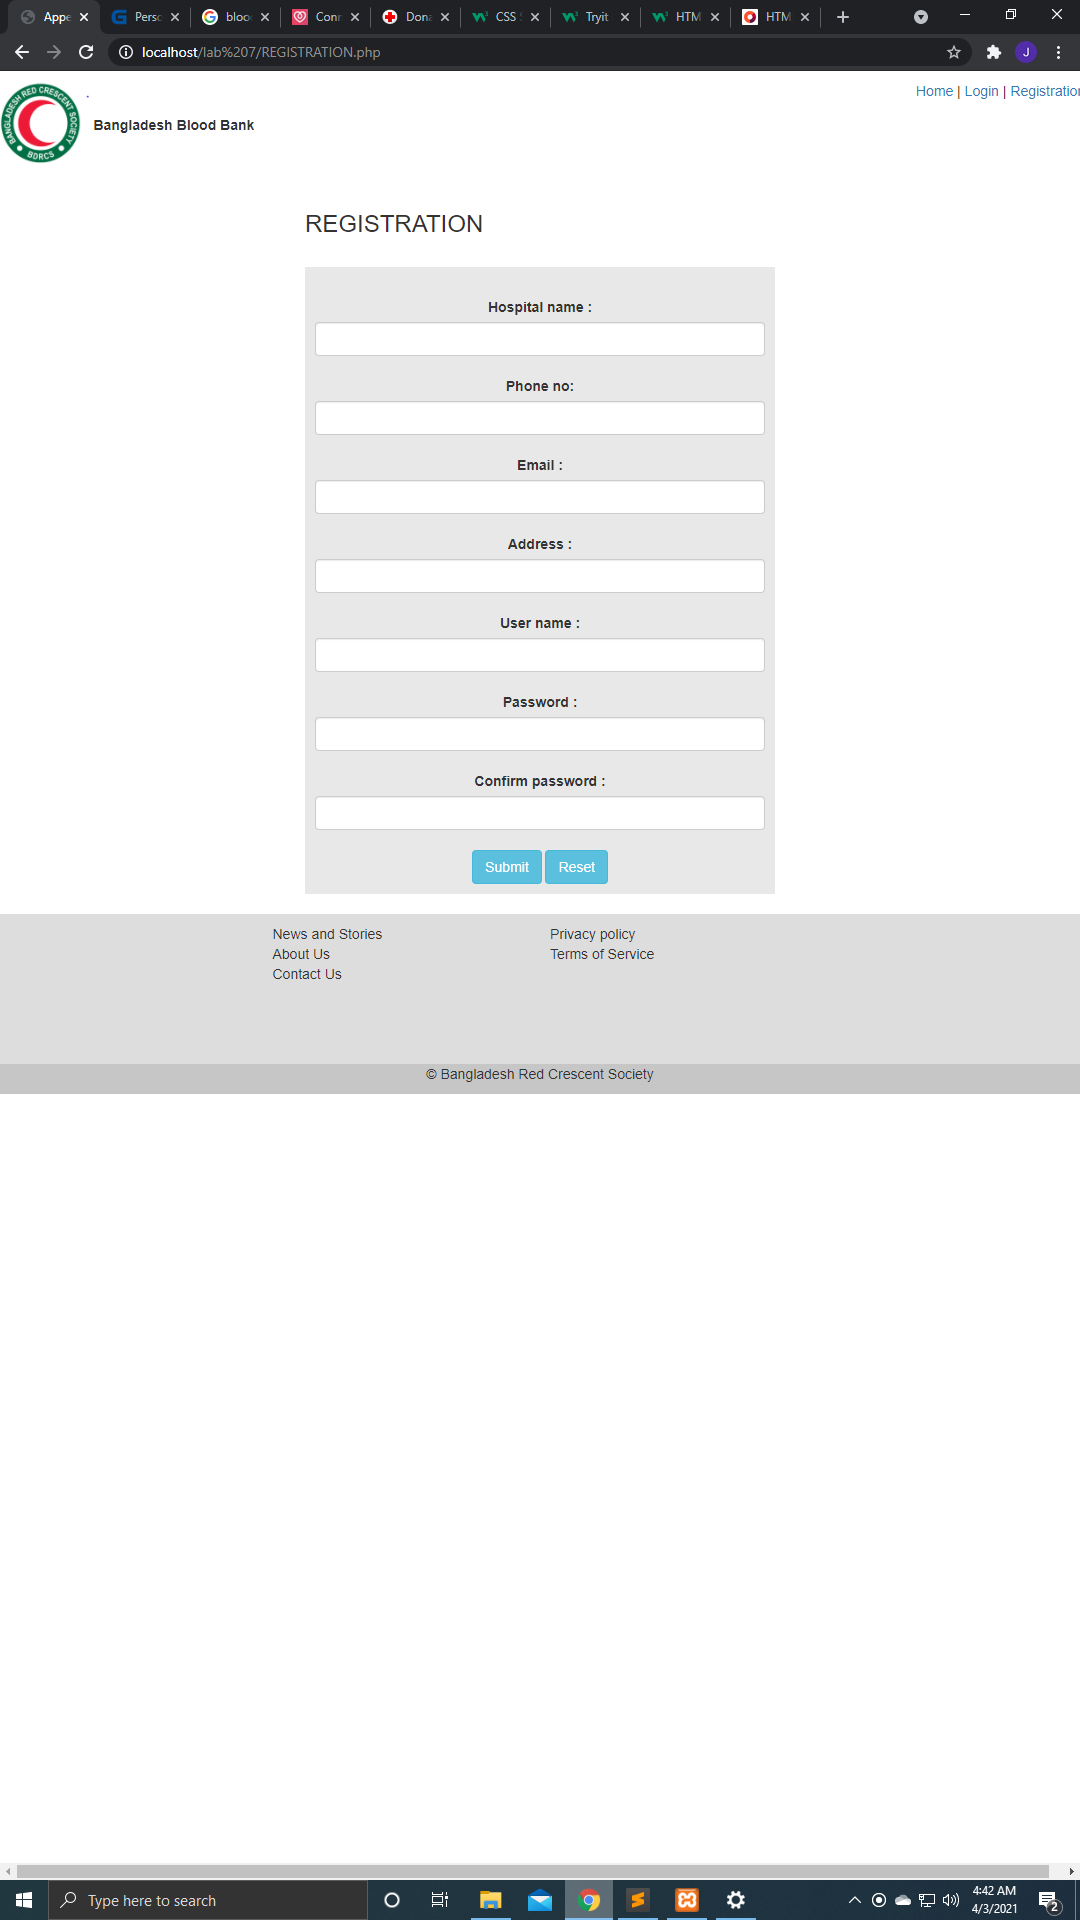 Appe
Perso
bloo
Conn
Dona
CSS
Tryit
HTM
HTM
localhost/lab%207/REGISTRATION.php
BANGLADESH RED CRESCENT SOCIETY
BDRCS
Bangladesh Blood Bank
Home | Login | Registration
REGISTRATION
Hospital name :
Phone no:
Email :
Address :
User name :
Password :
Confirm password :
Submit Reset
News and Stories
About Us
Contact Us
Privacy policy
Terms of Service
© Bangladesh Red Crescent Society
Type here to search
4:42 AM
4/3/2021
2